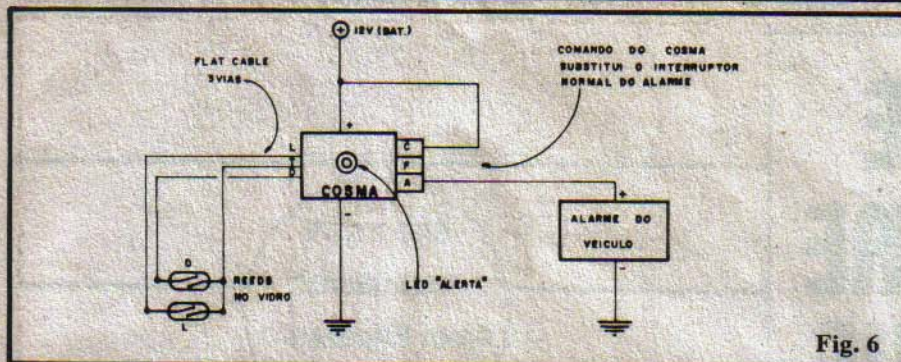 12V (BAT.)
FLAT CABLE
3 VIAS
COMANDO DO COSMA
SUBSTITUI O INTERRUPTOR
NORMAL DO ALARME
+
L
D
C
F
A
COSMA
-
+
ALARME DO
VEICULO
-
D
REEDS
NO VIDRO
L
LED "ALERTA"
Fig. 6